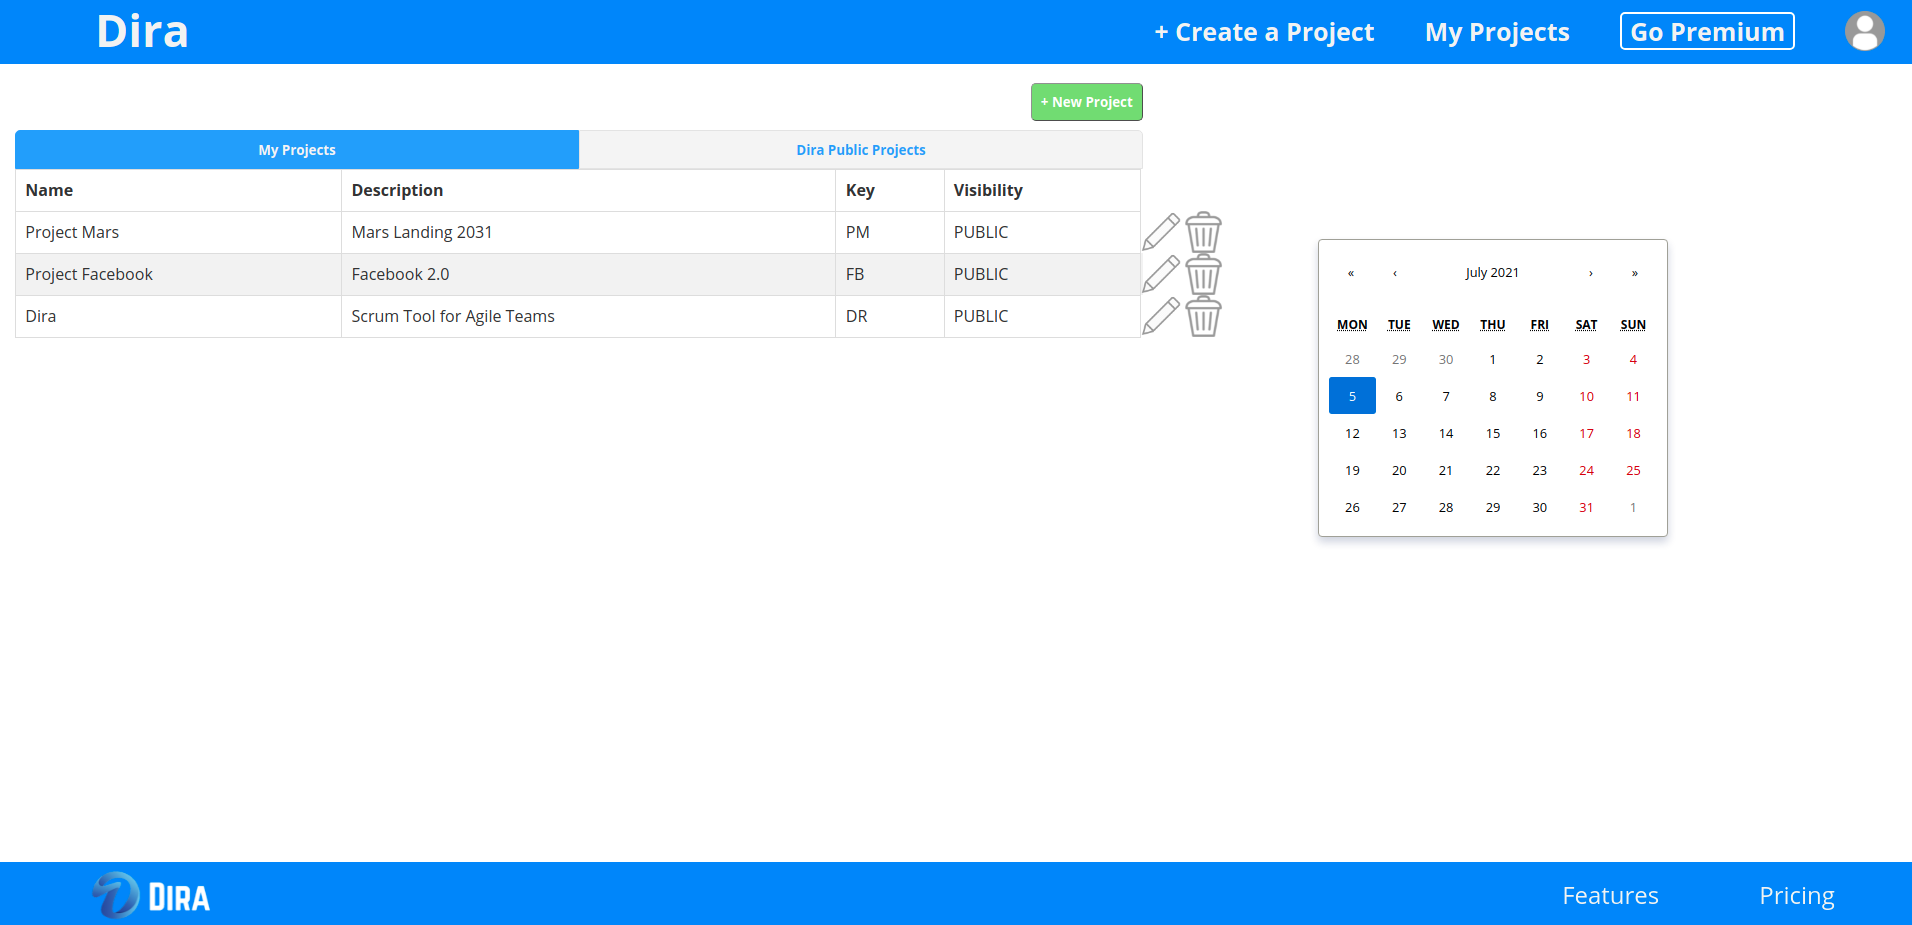 Dira + Create a Project My Projects Go Premium
+ New Project
My Projects Dira Public Projects
Name Description Key Visibility
Project Mars Mars Landing 2031 PM PUBLIC
Project Facebook Facebook 2.0 FB PUBLIC
Dira Scrum Tool for Agile Teams DR PUBLIC
« ‹ July 2021 › »
MON TUE WED THU FRI SAT SUN
28 29 30 1 2 3 4
5 6 7 8 9 10 11
12 13 14 15 16 17 18
19 20 21 22 23 24 25
26 27 28 29 30 31 1
DIRA Features Pricing